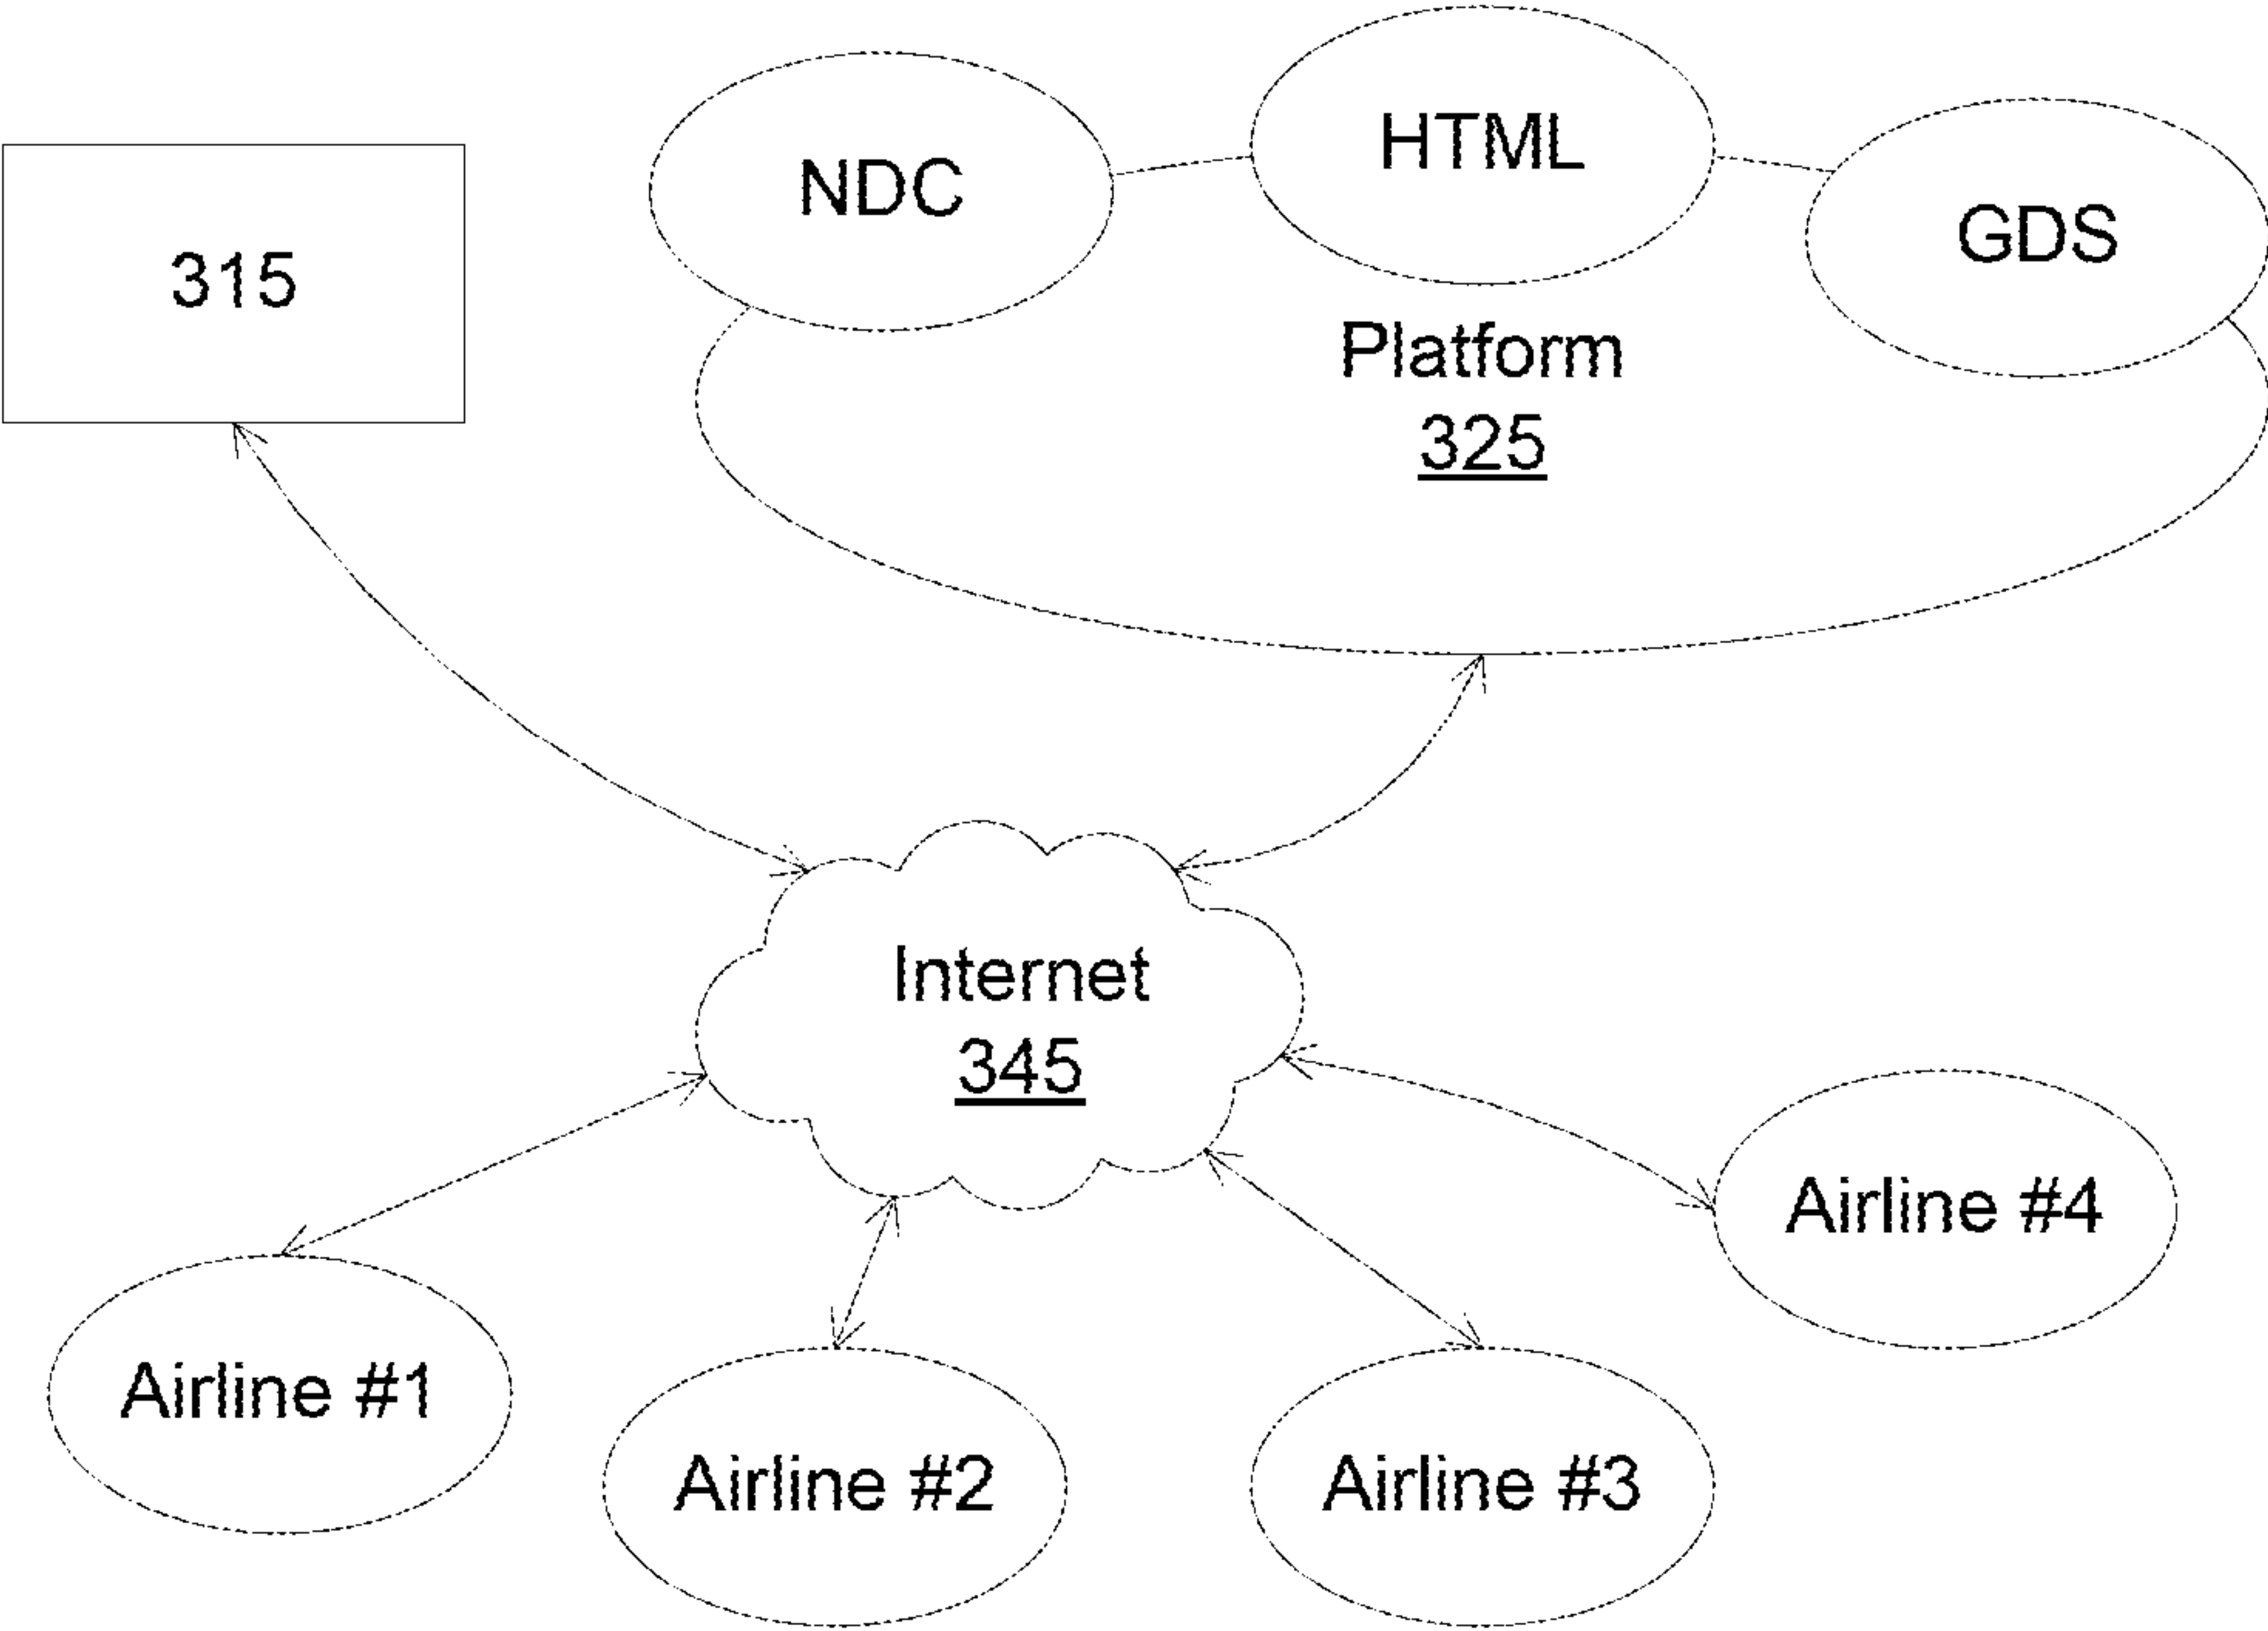 NDC
HTML
GDS
315
Platform
325
Internet
345
Airline #4
Airline #1
Airline #2
Airline #3